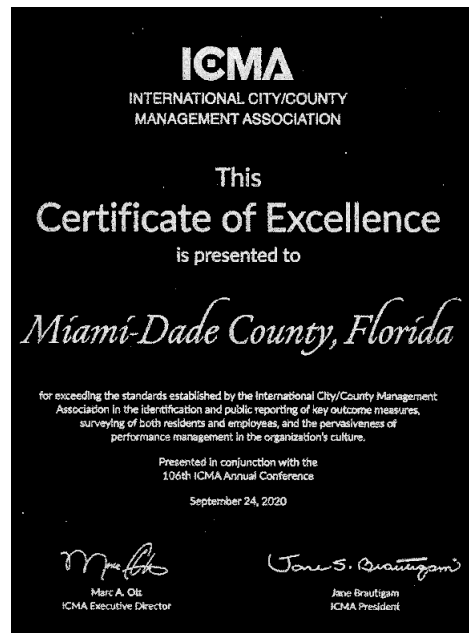 ICMA
INTERNATIONAL CITY/COUNTY
MANAGEMENT ASSOCIATION
This
Certificate of Excellence
is presented to
Miami-Dade County, Florida
for exceeding the standards established by the International City/County Management
Association in the identification and public reporting of key outcome measures,
surveying of both residents and employees, and the pervasiveness of
performance management in the organization's culture.
Presented in conjunction with the
106th ICMA Annual Conference
September 24, 2020
Jane S. Brautigam
Marc A. Ott
ICMA Executive Director
Jane Brautigam
ICMA President